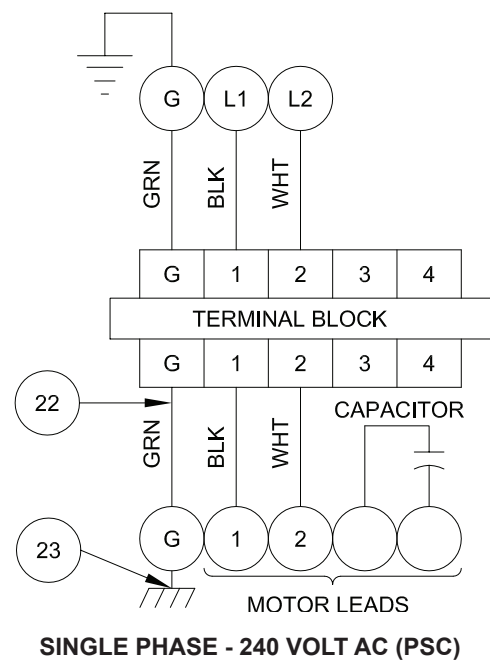 G L1 L2
GRN BLK WHT
G 1 2 3 4
TERMINAL BLOCK
G 1 2 3 4
22
CAPACITOR
GRN BLK WHT
23
G 1 2
MOTOR LEADS
SINGLE PHASE - 240 VOLT AC (PSC)